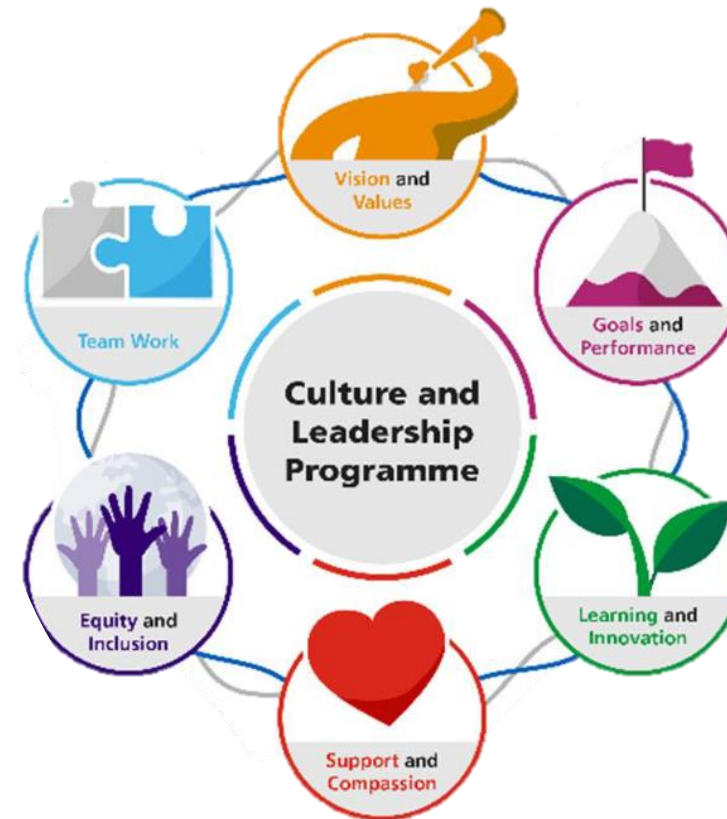 Vision and
Values
Goals and
Performance
Team Work
Culture and
Leadership
Programme
Equity and
Inclusion
Learning and
Innovation
Support and
Compassion